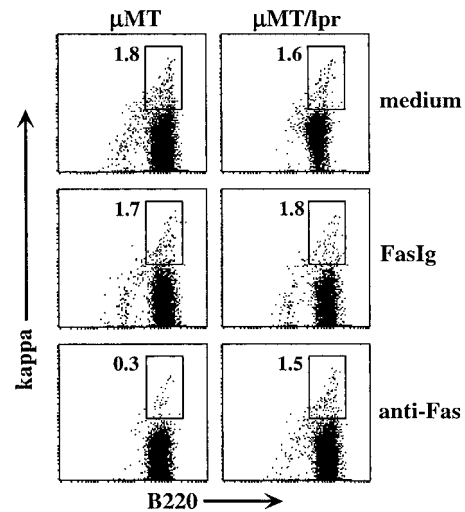 μMT μMT/lpr
1.8 1.6 medium
1.7 1.8 FasIg
0.3 1.5 anti-Fas
kappa
B220